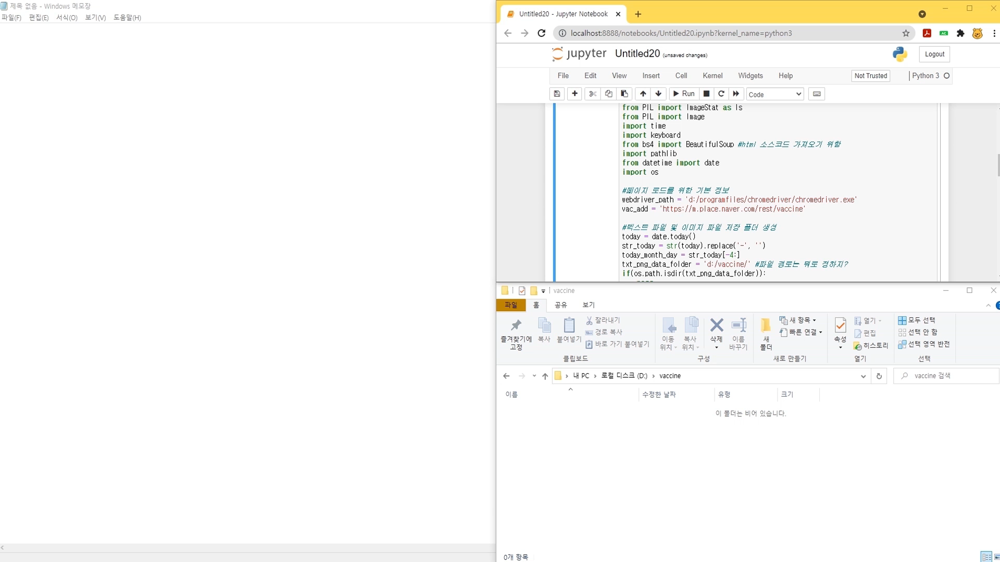 제목 없음 - Windows 메모장
파일(F) 편집(E) 서식(O) 보기(V) 도움말(H)
Untitled20 - Jupyter Notebook
localhost:8888/notebooks/Untitled20.ipynb?kernel_name=python3
jupyter Untitled20 (unsaved changes)
Logout
File Edit View Insert Cell Kernel Widgets Help
Not Trusted
Python 3
Run
Code
from PIL import ImageStat as Is
from PIL import Image
import time
import keyboard
from bs4 import BeautifulSoup #html 소스코드 가져오기 위함
import pathlib
from datetime import date
import os
#페이지 로드를 위한 기본 정보
webdriver_path = 'd:/programfiles/chromedriver/chromedriver.exe'
vac_add = 'https://m.place.naver.com/rest/vaccine'
#텍스트 파일 및 이미지 파일 저장 폴더 생성
today = date.today()
str_today = str(today).replace('-', '')
today_month_day = str_today[-4:]
txt_png_data_folder = 'd:/vaccine/' #파일 경로는 뭐로 정하지?
if(os.path.isdir(txt_png_data_folder)):
vaccine
파일 홈 공유 보기
즐겨찾기에 고정
복사
붙여넣기
잘라내기
경로 복사
바로 가기 붙여넣기
클립보드
이동 위치
복사 위치
삭제
이름 바꾸기
구성
새 폴더
새 항목
빠른 연결
새로 만들기
속성
열기
편집
히스토리
열기
모두 선택
선택 안 함
선택 영역 반전
선택
내 PC
로컬 디스크 (D:)
vaccine
vaccine 검색
이름 수정한 날짜 유형 크기
이 폴더는 비어 있습니다.
0개 항목